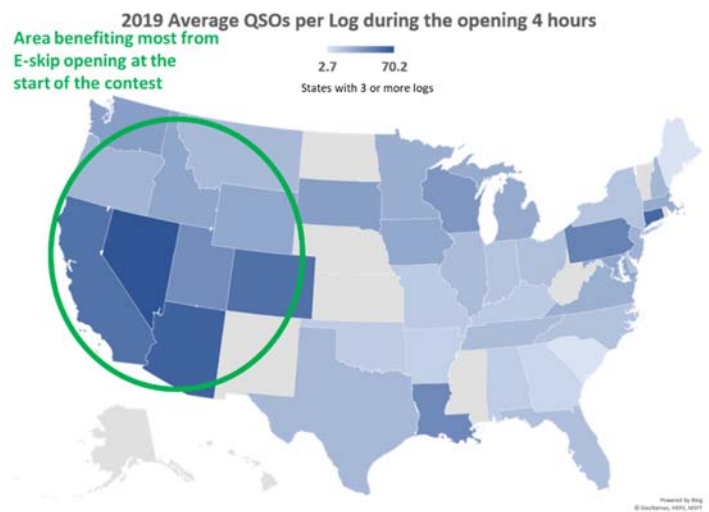 2019 Average QSOs per Log during the opening 4 hours
Area benefiting most from
E-skip opening at the
start of the contest
2.7 70.2
States with 3 or more logs
Powered by Bing
© GeoNames, HERE, MSFT